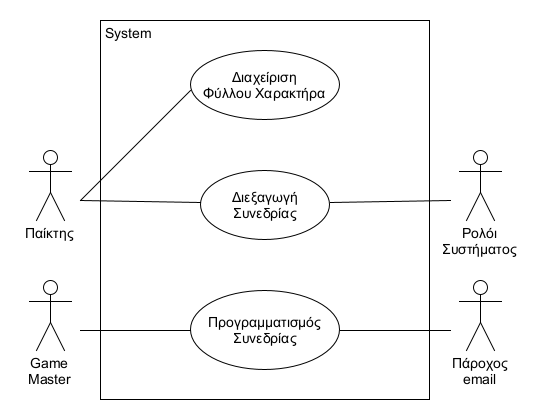 System
Διαχείριση
Φύλλου Χαρακτήρα
Παίκτης
Διεξαγωγή
Συνεδρίας
Ρολόι
Συστήματος
Game
Master
Προγραμματισμός
Συνεδρίας
Πάροχος
email